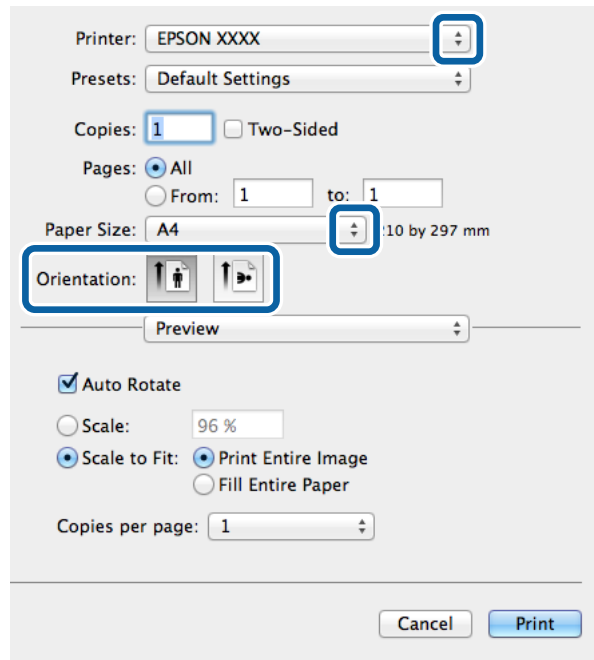 Printer: EPSON XXXX
Presets: Default Settings
Copies: 1 Two-Sided
Pages: All
From: 1 to: 1
Paper Size: A4 10 by 297 mm
Orientation:
Preview
Auto Rotate
Scale: 96 %
Scale to Fit: Print Entire Image
Fill Entire Paper
Copies per page: 1
Cancel Print